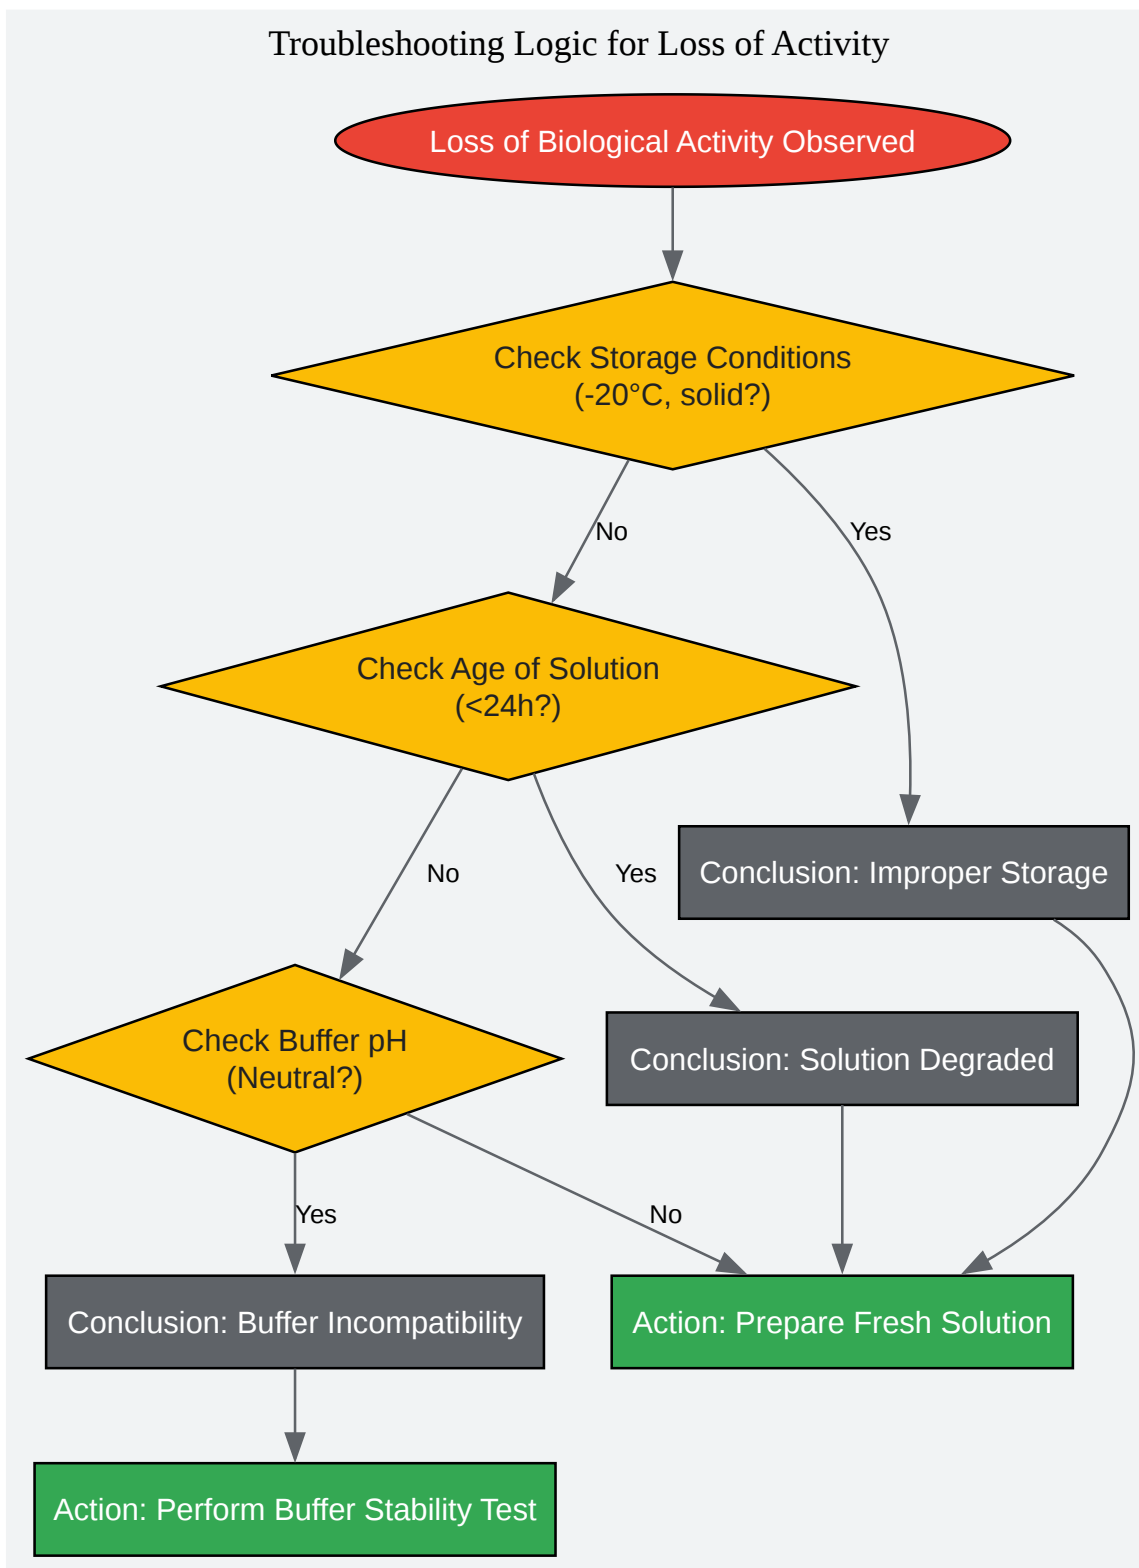 Troubleshooting Logic for Loss of Activity
Loss of Biological Activity Observed
Check Storage Conditions
(-20°C, solid?)
No
Yes
Check Age of Solution
(<24h?)
No
Yes
Conclusion: Improper Storage
Check Buffer pH
(Neutral?)
Conclusion: Solution Degraded
Yes
No
Conclusion: Buffer Incompatibility
Action: Prepare Fresh Solution
Action: Perform Buffer Stability Test